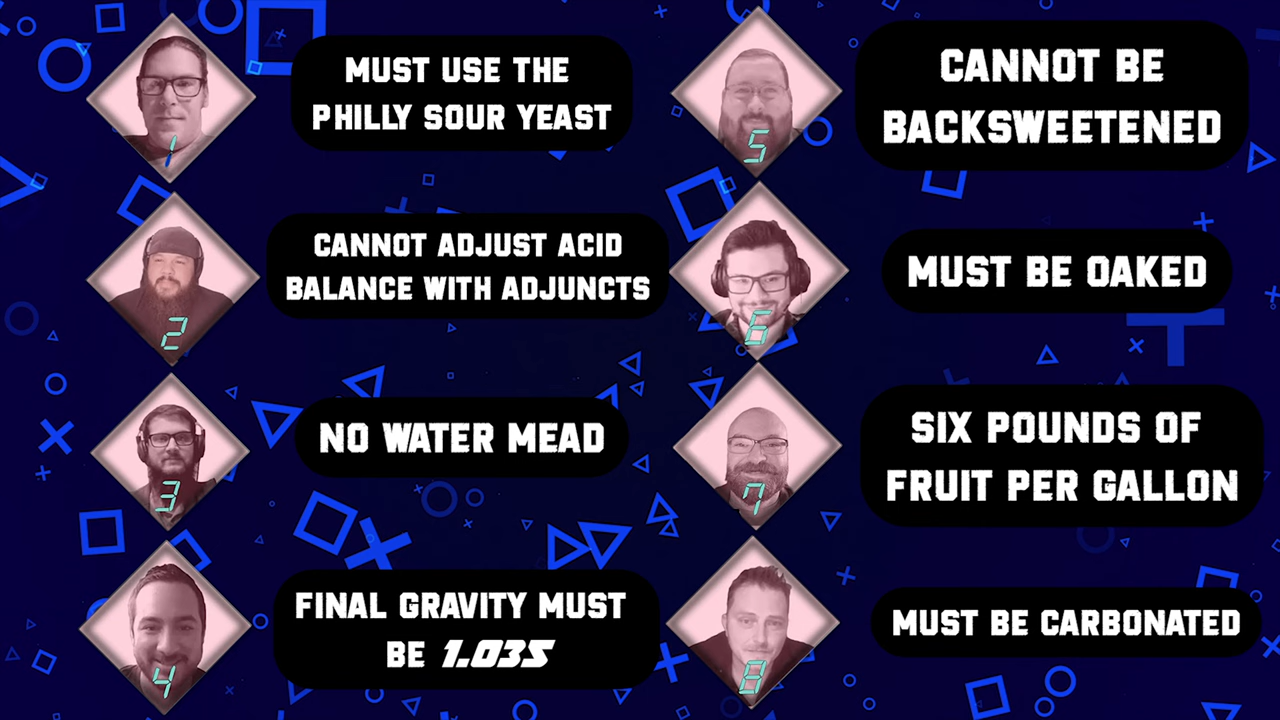 1
MUST USE THE
PHILLY SOUR YEAST
2
CANNOT ADJUST ACID
BALANCE WITH ADJUNCTS
3
NO WATER MEAD
4
FINAL GRAVITY MUST
BE 1.035
5
CANNOT BE
BACKSWEETENED
6
MUST BE OAKED
7
SIX POUNDS OF
FRUIT PER GALLON
8
MUST BE CARBONATED